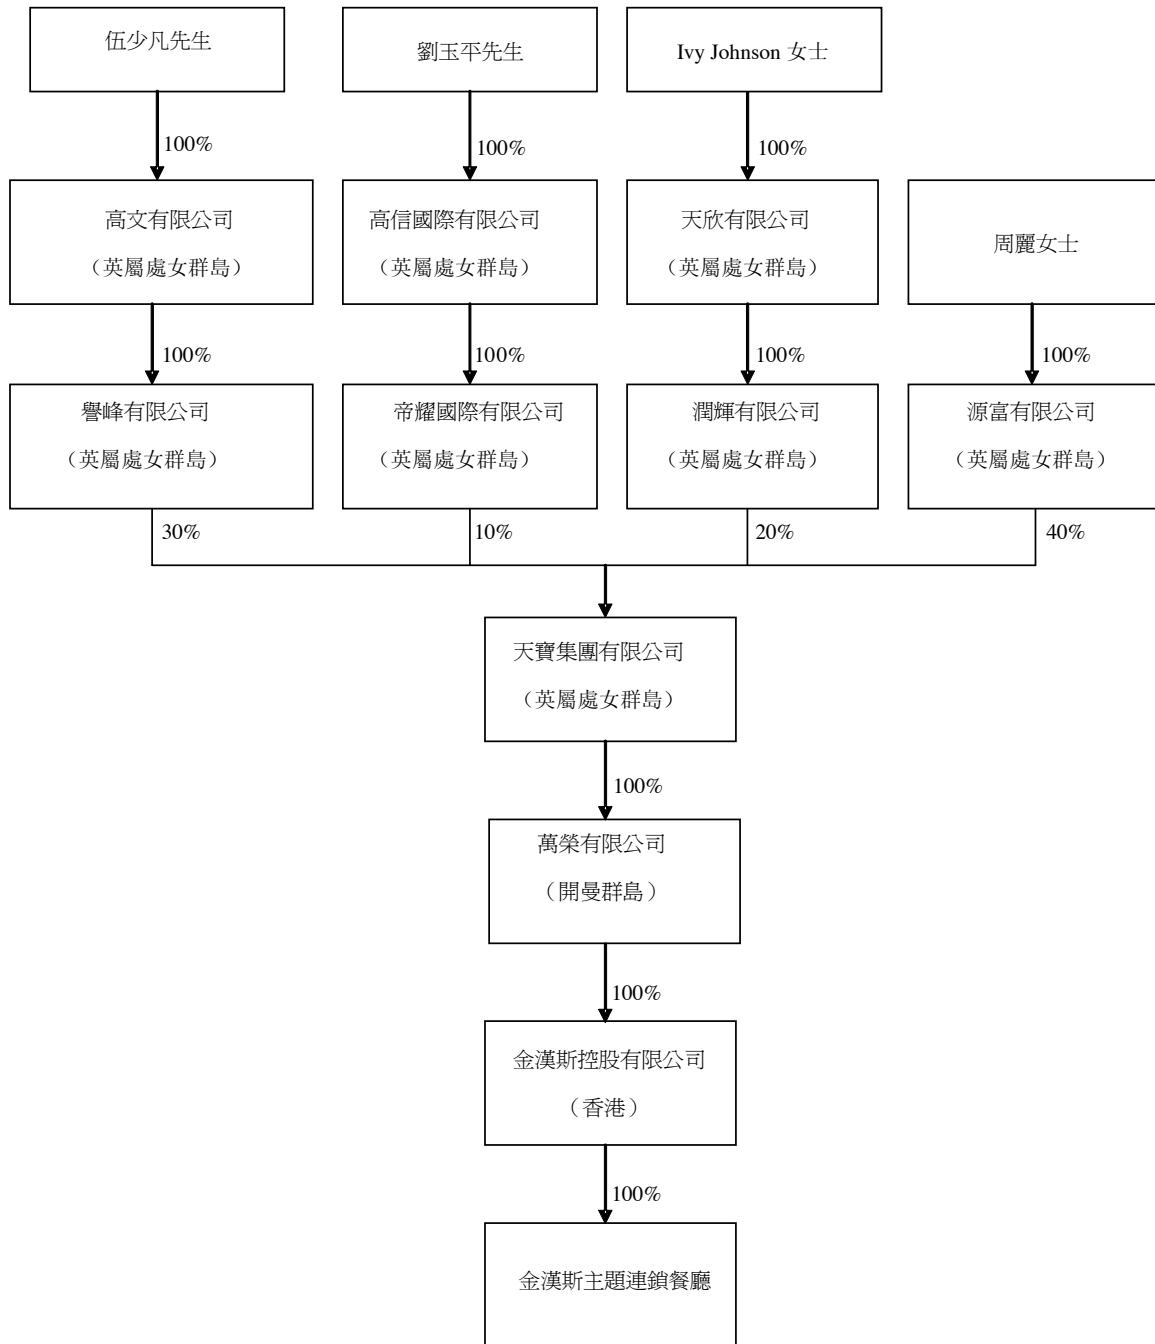 伍少凡先生
劉玉平先生
Ivy Johnson 女士
100%
100%
100%
高文有限公司
（英屬處女群島）
高信國際有限公司
（英屬處女群島）
天欣有限公司
（英屬處女群島）
周麗女士
100%
100%
100%
100%
譽峰有限公司
（英屬處女群島）
帝耀國際有限公司
（英屬處女群島）
潤輝有限公司
（英屬處女群島）
源富有限公司
（英屬處女群島）
30%
10%
20%
40%
天寶集團有限公司
（英屬處女群島）
100%
萬榮有限公司
（開曼群島）
100%
金漢斯控股有限公司
（香港）
100%
金漢斯主題連鎖餐廳